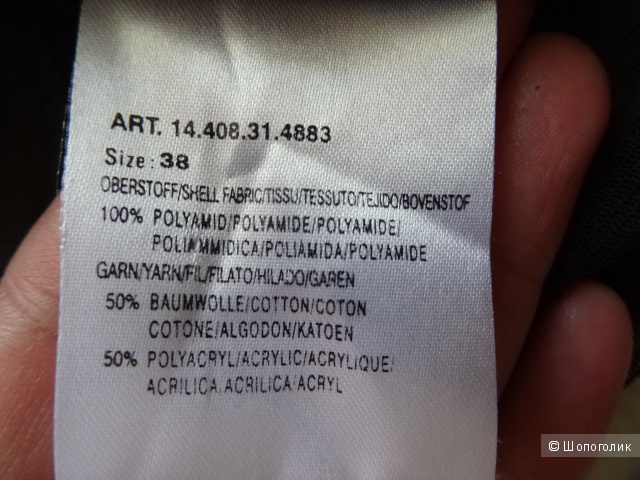 ART. 14.408.31.4883
Size: 38
OBERSTOFF/SHELL FABRIC/TISSU/TESSUTO/TEJIDO/BOVENSTOF
100% POLYAMID/POLYAMIDE/POLYAMIDE/
POLIAMMIDICA/POLIAMIDA/POLYAMIDE
GARN/YARN/FIL/FILATO/HILADO/GAREN
50% BAUMWOLLE/COTTON/COTON
COTONE/ALGODON/KATOEN
50% POLYACRYL/ACRYLIC/ACRYLIQUE/
ACRILICA.ACRILICA/ACRYL
© Шопоголик